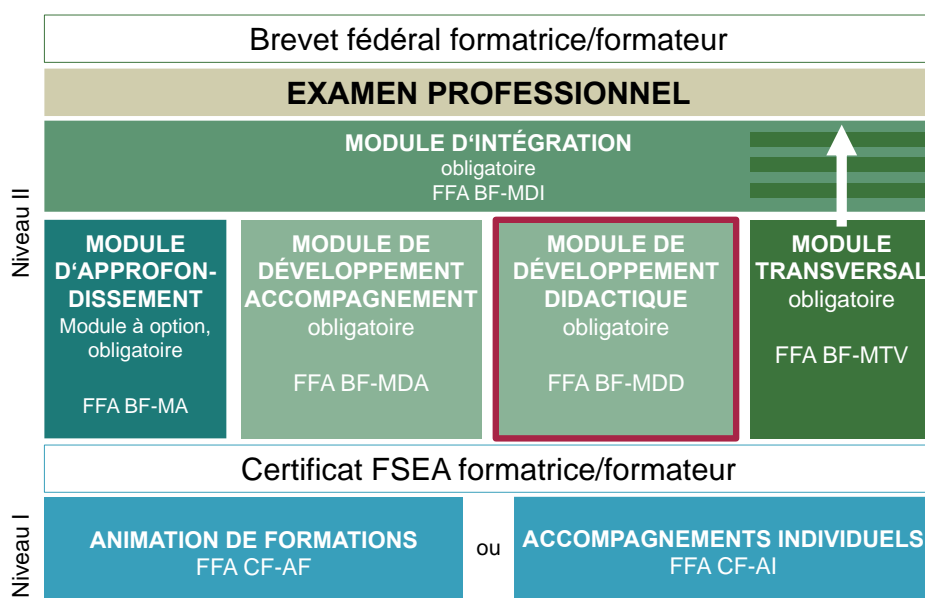 Brevet fédéral formatrice/formateur
EXAMEN PROFESSIONNEL
MODULE D‘INTÉGRATION
obligatoire
FFA BF-MDI
Niveau II
MODULE
D‘APPROFON-
DISSEMENT
Module à option,
obligatoire
FFA BF-MA
MODULE DE
DÉVELOPPEMENT
ACCOMPAGNEMENT
obligatoire
FFA BF-MDA
MODULE DE
DÉVELOPPEMENT
DIDACTIQUE
obligatoire
FFA BF-MDD
MODULE
TRANSVERSAL
obligatoire
FFA BF-MTV
Certificat FSEA formatrice/formateur
Niveau I
ANIMATION DE FORMATIONS
FFA CF-AF
ou
ACCOMPAGNEMENTS INDIVIDUELS
FFA CF-AI